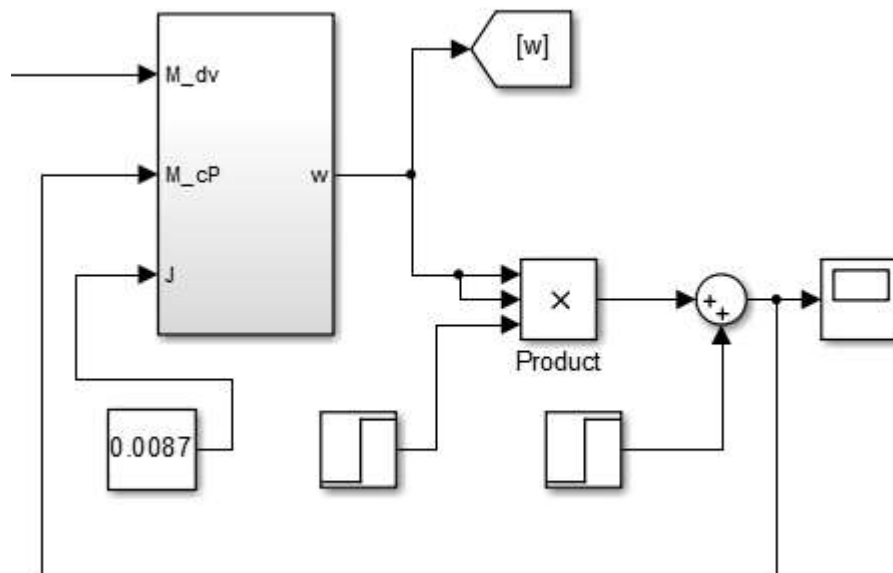 [w]
M_dv
M_cP
w
J
×
Product
+
+
0.0087